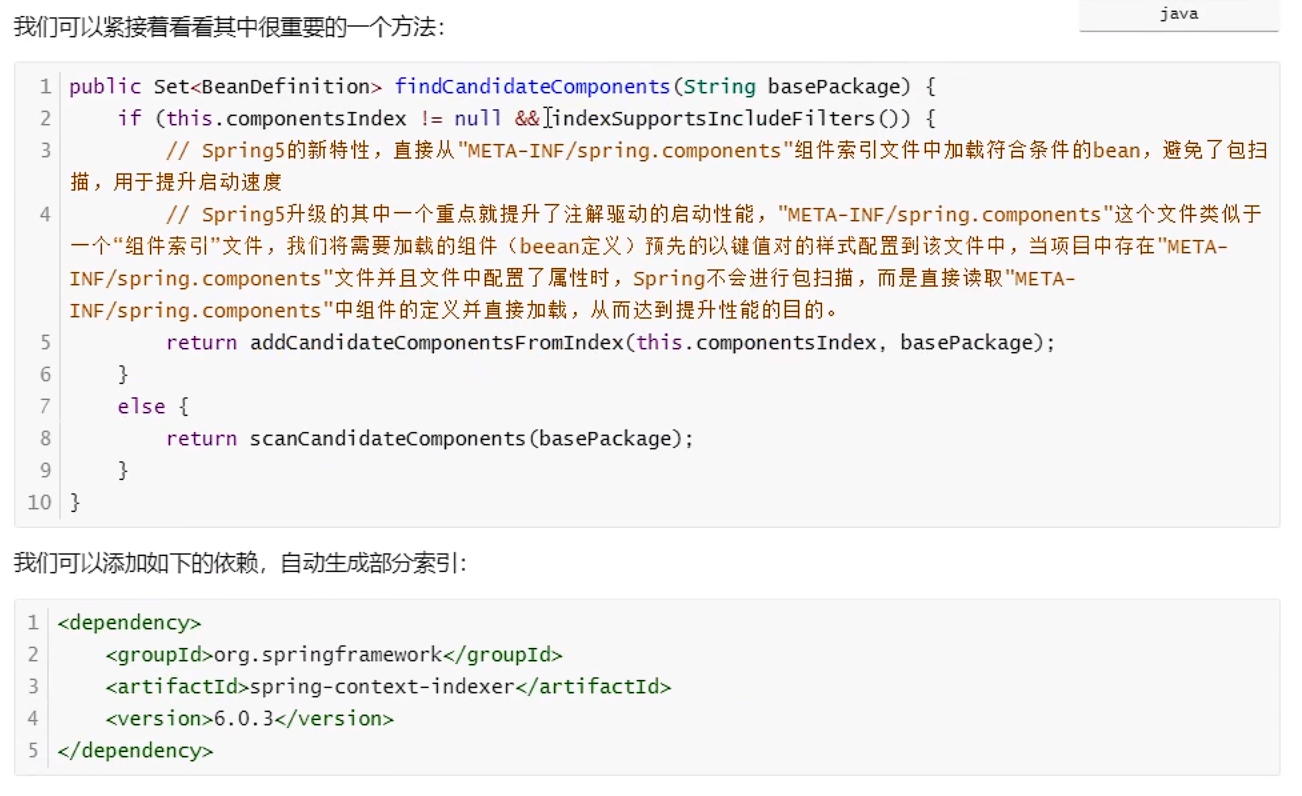 java
我们可以紧接着看看其中很重要的一个方法：
1 public Set<BeanDefinition> findCandidateComponents(String basePackage) {
2     if (this.componentsIndex != null && indexSupportsIncludeFilters()) {
3         // Spring5的新特性，直接从"META-INF/spring.components"组件索引文件中加载符合条件的bean，避免了包扫
描，用于提升启动速度
4         // Spring5升级的其中一个重点就提升了注解驱动的启动性能，"META-INF/spring.components"这个文件类似于
一个“组件索引”文件，我们将需要加载的组件（beean定义）预先的以键值对的样式配置到该文件中，当项目中存在"META-
INF/spring.components"文件并且文件中配置了属性时，Spring不会进行包扫描，而是直接读取"META-
INF/spring.components"中组件的定义并直接加载，从而达到提升性能的目的。
5         return addCandidateComponentsFromIndex(this.componentsIndex, basePackage);
6     }
7     else {
8         return scanCandidateComponents(basePackage);
9     }
10 }
我们可以添加如下的依赖，自动生成部分索引：
1 <dependency>
2     <groupId>org.springframework</groupId>
3     <artifactId>spring-context-indexer</artifactId>
4     <version>6.0.3</version>
5 </dependency>